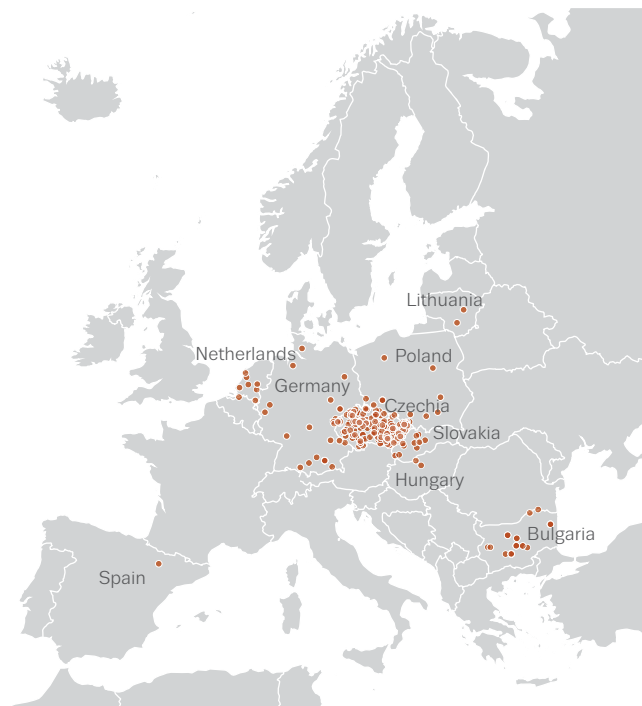 Lithuania
Netherlands
Poland
Germany
Czechia
Slovakia
Hungary
Bulgaria
Spain